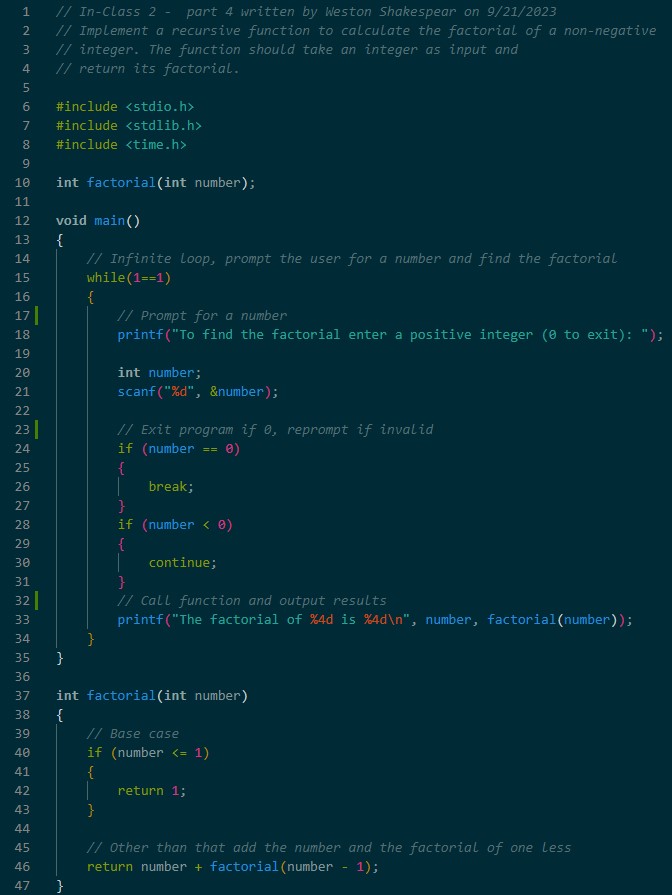 1 // In-Class 2 -  part 4 written by Weston Shakespear on 9/21/2023
2 // Implement a recursive function to calculate the factorial of a non-negative
3 // integer. The function should take an integer as input and
4 // return its factorial.
5
6 #include <stdio.h>
7 #include <stdlib.h>
8 #include <time.h>
9
10 int factorial(int number);
11
12 void main()
13 {
14     // Infinite loop, prompt the user for a number and find the factorial
15     while(1==1)
16     {
17         // Prompt for a number
18         printf("To find the factorial enter a positive integer (0 to exit): ");
19
20         int number;
21         scanf("%d", &number);
22
23         // Exit program if 0, reprompt if invalid
24         if (number == 0)
25         {
26             break;
27         }
28         if (number < 0)
29         {
30             continue;
31         }
32         // Call function and output results
33         printf("The factorial of %4d is %4d\n", number, factorial(number));
34     }
35 }
36
37 int factorial(int number)
38 {
39     // Base case
40     if (number <= 1)
41     {
42         return 1;
43     }
44
45     // Other than that add the number and the factorial of one less
46     return number + factorial(number - 1);
47 }